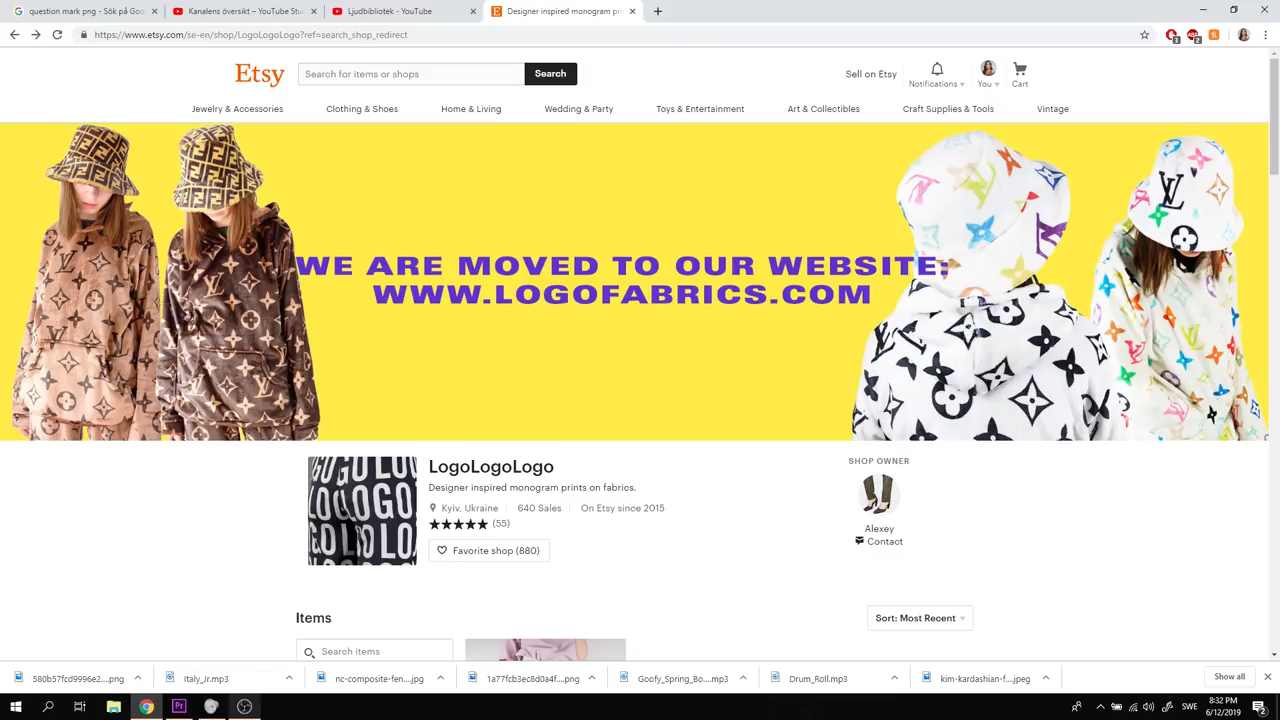 question mark png - Sök på Goo
Kanalens översikt - YouTube Stu
Ljudbibliotek - YouTube
Designer inspired monogram pri
https://www.etsy.com/se-en/shop/LogoLogoLogo?ref=search_shop_redirect
Etsy
Search for items or shops
Search
Sell on Etsy
Notifications
You
Cart
Jewelry & Accessories
Clothing & Shoes
Home & Living
Wedding & Party
Toys & Entertainment
Art & Collectibles
Craft Supplies & Tools
Vintage
WE ARE MOVED TO OUR WEBSITE:
WWW.LOGOFABRICS.COM
LogoLogoLogo
Designer inspired monogram prints on fabrics.
Kyiv, Ukraine
640 Sales
On Etsy since 2015
(55)
Favorite shop (880)
SHOP OWNER
Alexey
Contact
Items
Sort: Most Recent
Search items
580b57fcd9996e2....png
Italy_Jr.mp3
nc-composite-fen....jpg
1a77fcb3ec8d0a4f....png
Goofy_Spring_Bo....mp3
Drum_Roll.mp3
kim-kardashian-f....jpeg
Show all
Pr
SWE
8:32 PM
6/12/2019